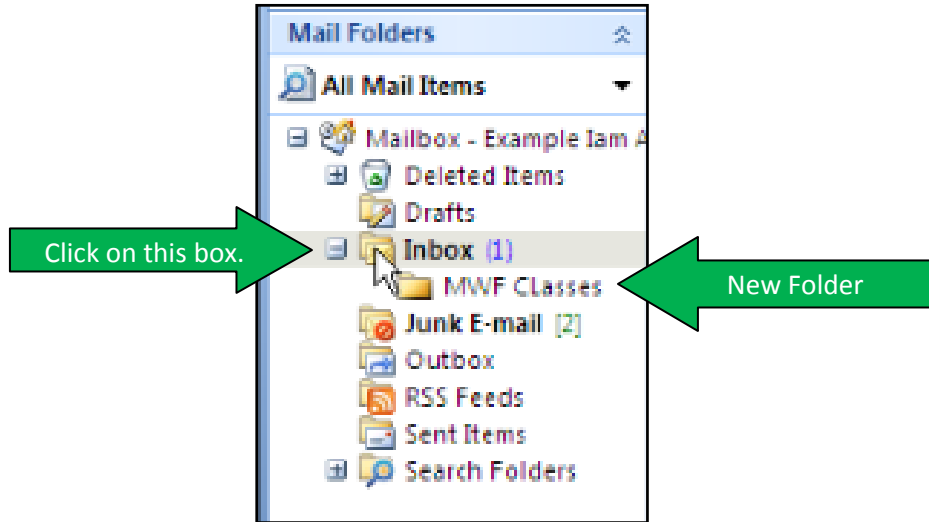 Mail Folders
All Mail Items
Mailbox - Example Iam A
Deleted Items
Drafts
Click on this box.
Inbox (1)
MWF CLasses
New Folder
Junk E-mail [2]
Outbox
RSS Feeds
Sent Items
Search Folders